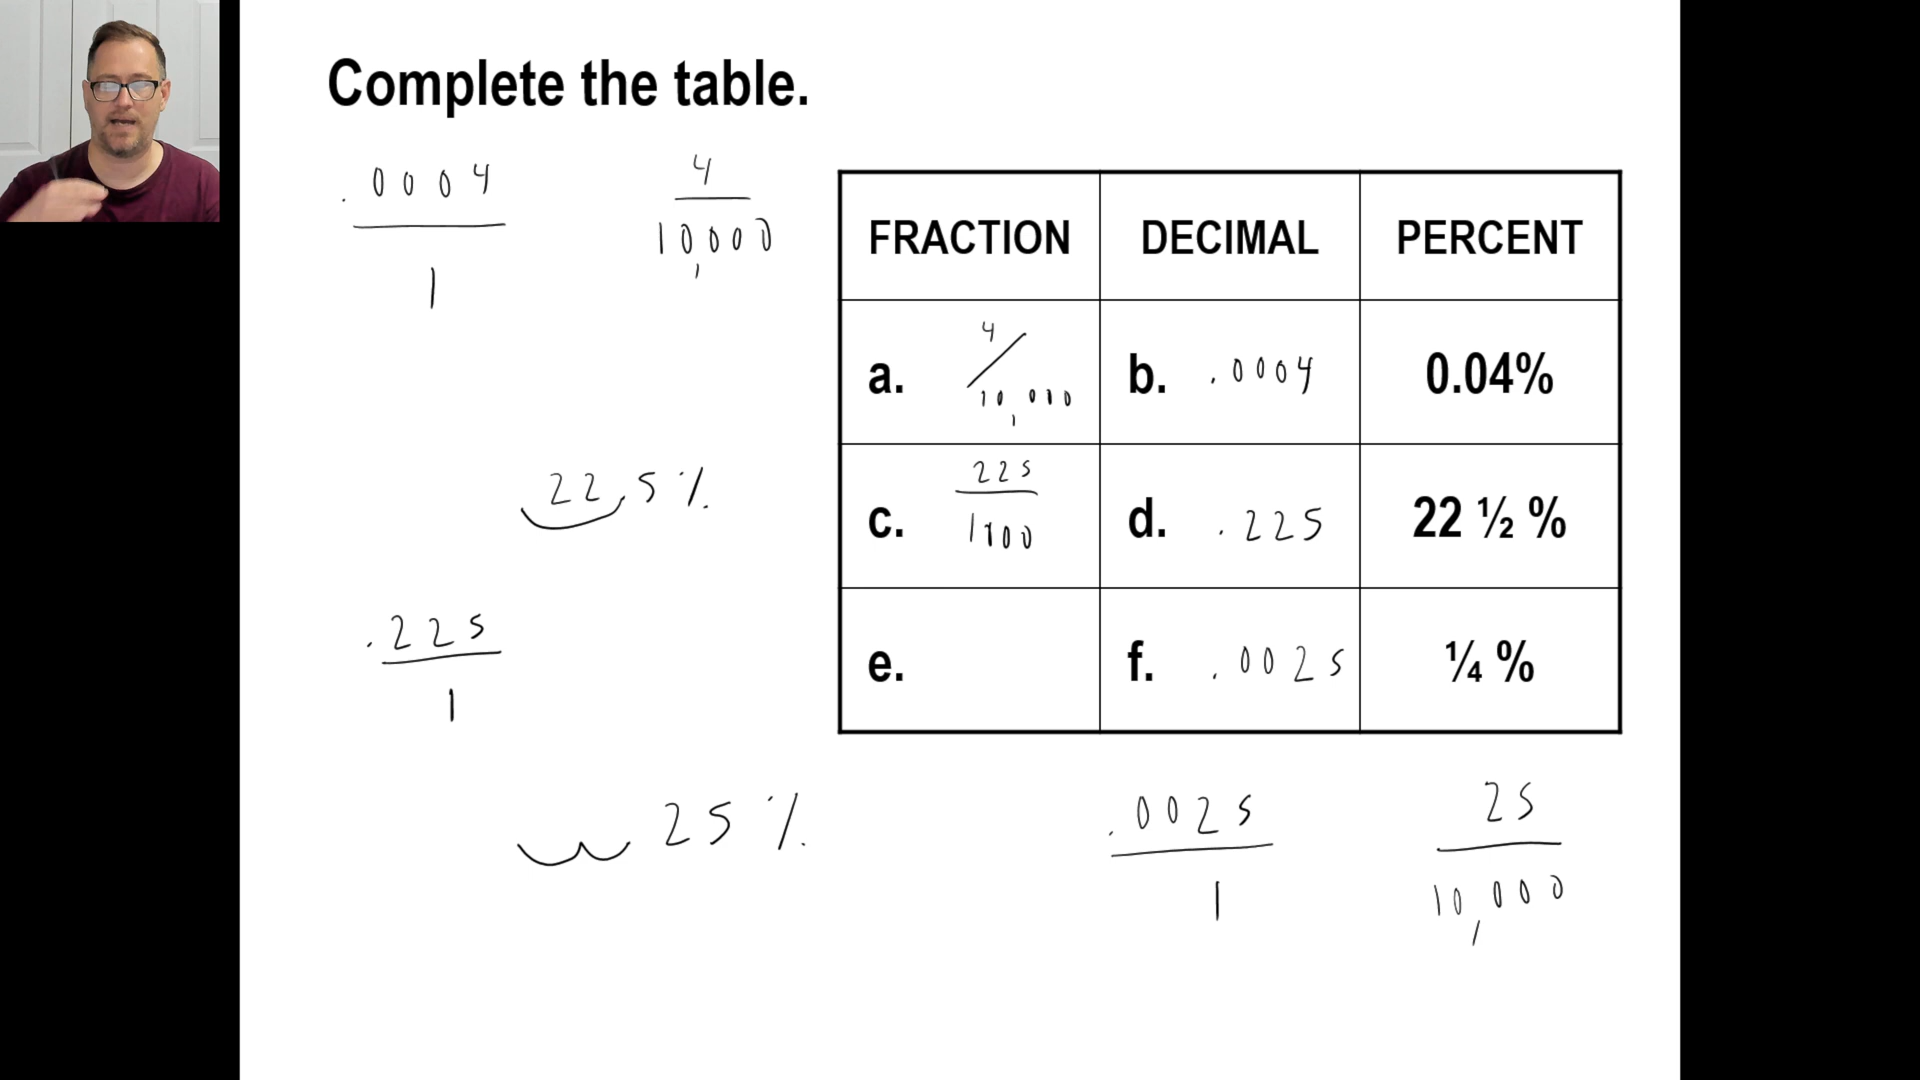 Complete the table.
.0004
1
4
10,000
FRACTION DECIMAL PERCENT
a. 4/10,000 b. .0004 0.04%
22.5%
c. 225
1000
d. .225 22 ½ %
.225
1
e. f. .0025 ¼ %
25%
.0025
1
25
10,000